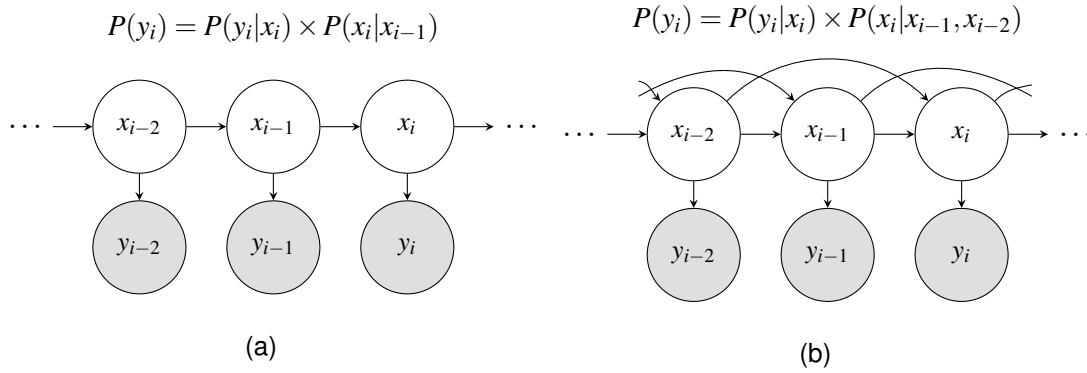 P(y_i) = P(y_i|x_i) × P(x_i|x_{i−1})
⋯ x_{i−2} x_{i−1} x_i ⋯
y_{i−2} y_{i−1} y_i
(a)
P(y_i) = P(y_i|x_i) × P(x_i|x_{i−1}, x_{i−2})
⋯ x_{i−2} x_{i−1} x_i ⋯
y_{i−2} y_{i−1} y_i
(b)